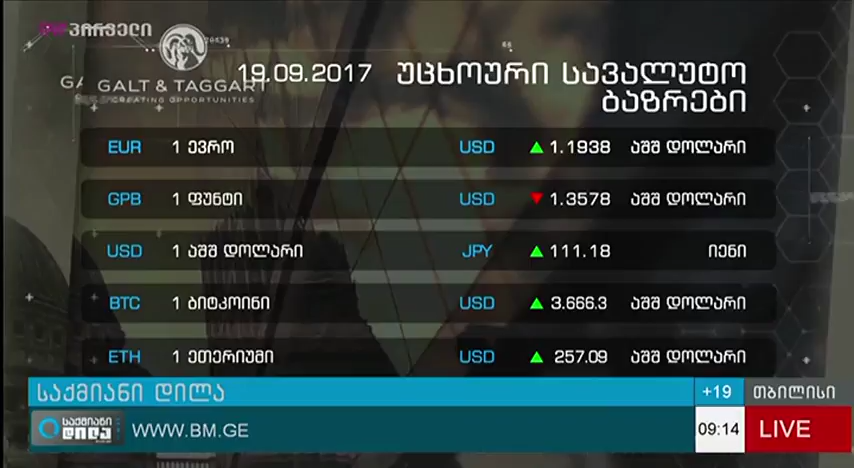 პირველი
GALT & TAGGART
CREATING OPPORTUNITIES
19.09.2017 უცხოური სავალუტო
ბაზრები
EUR 1 ევრო USD 1.1938 აშშ დოლარი
GPB 1 ფუნტი USD 1.3578 აშშ დოლარი
USD 1 აშშ დოლარი JPY 111.18 იენი
BTC 1 ბიტკოინი USD 3.666.3 აშშ დოლარი
ETH 1 ეთერიუმი USD 257.09 აშშ დოლარი
საქმიანი დილა +19 თბილისი
საქმიანი დილა WWW.BM.GE 09:14 LIVE